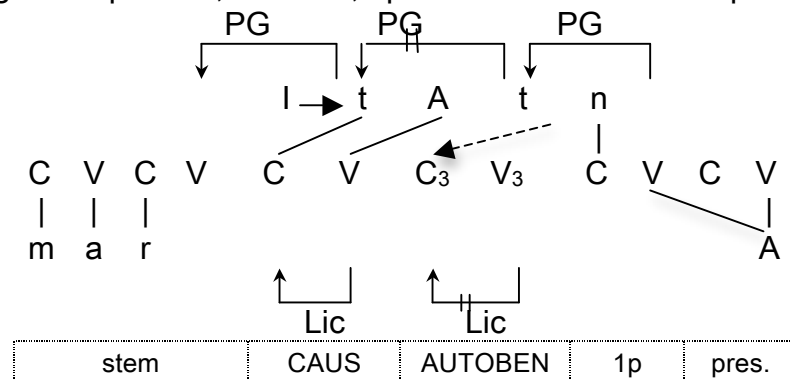 PG PG PG
I t A t n
C V C V C V C3 V3 C V C V
m a r A
Lic Lic
stem CAUS AUTOBEN 1p pres.